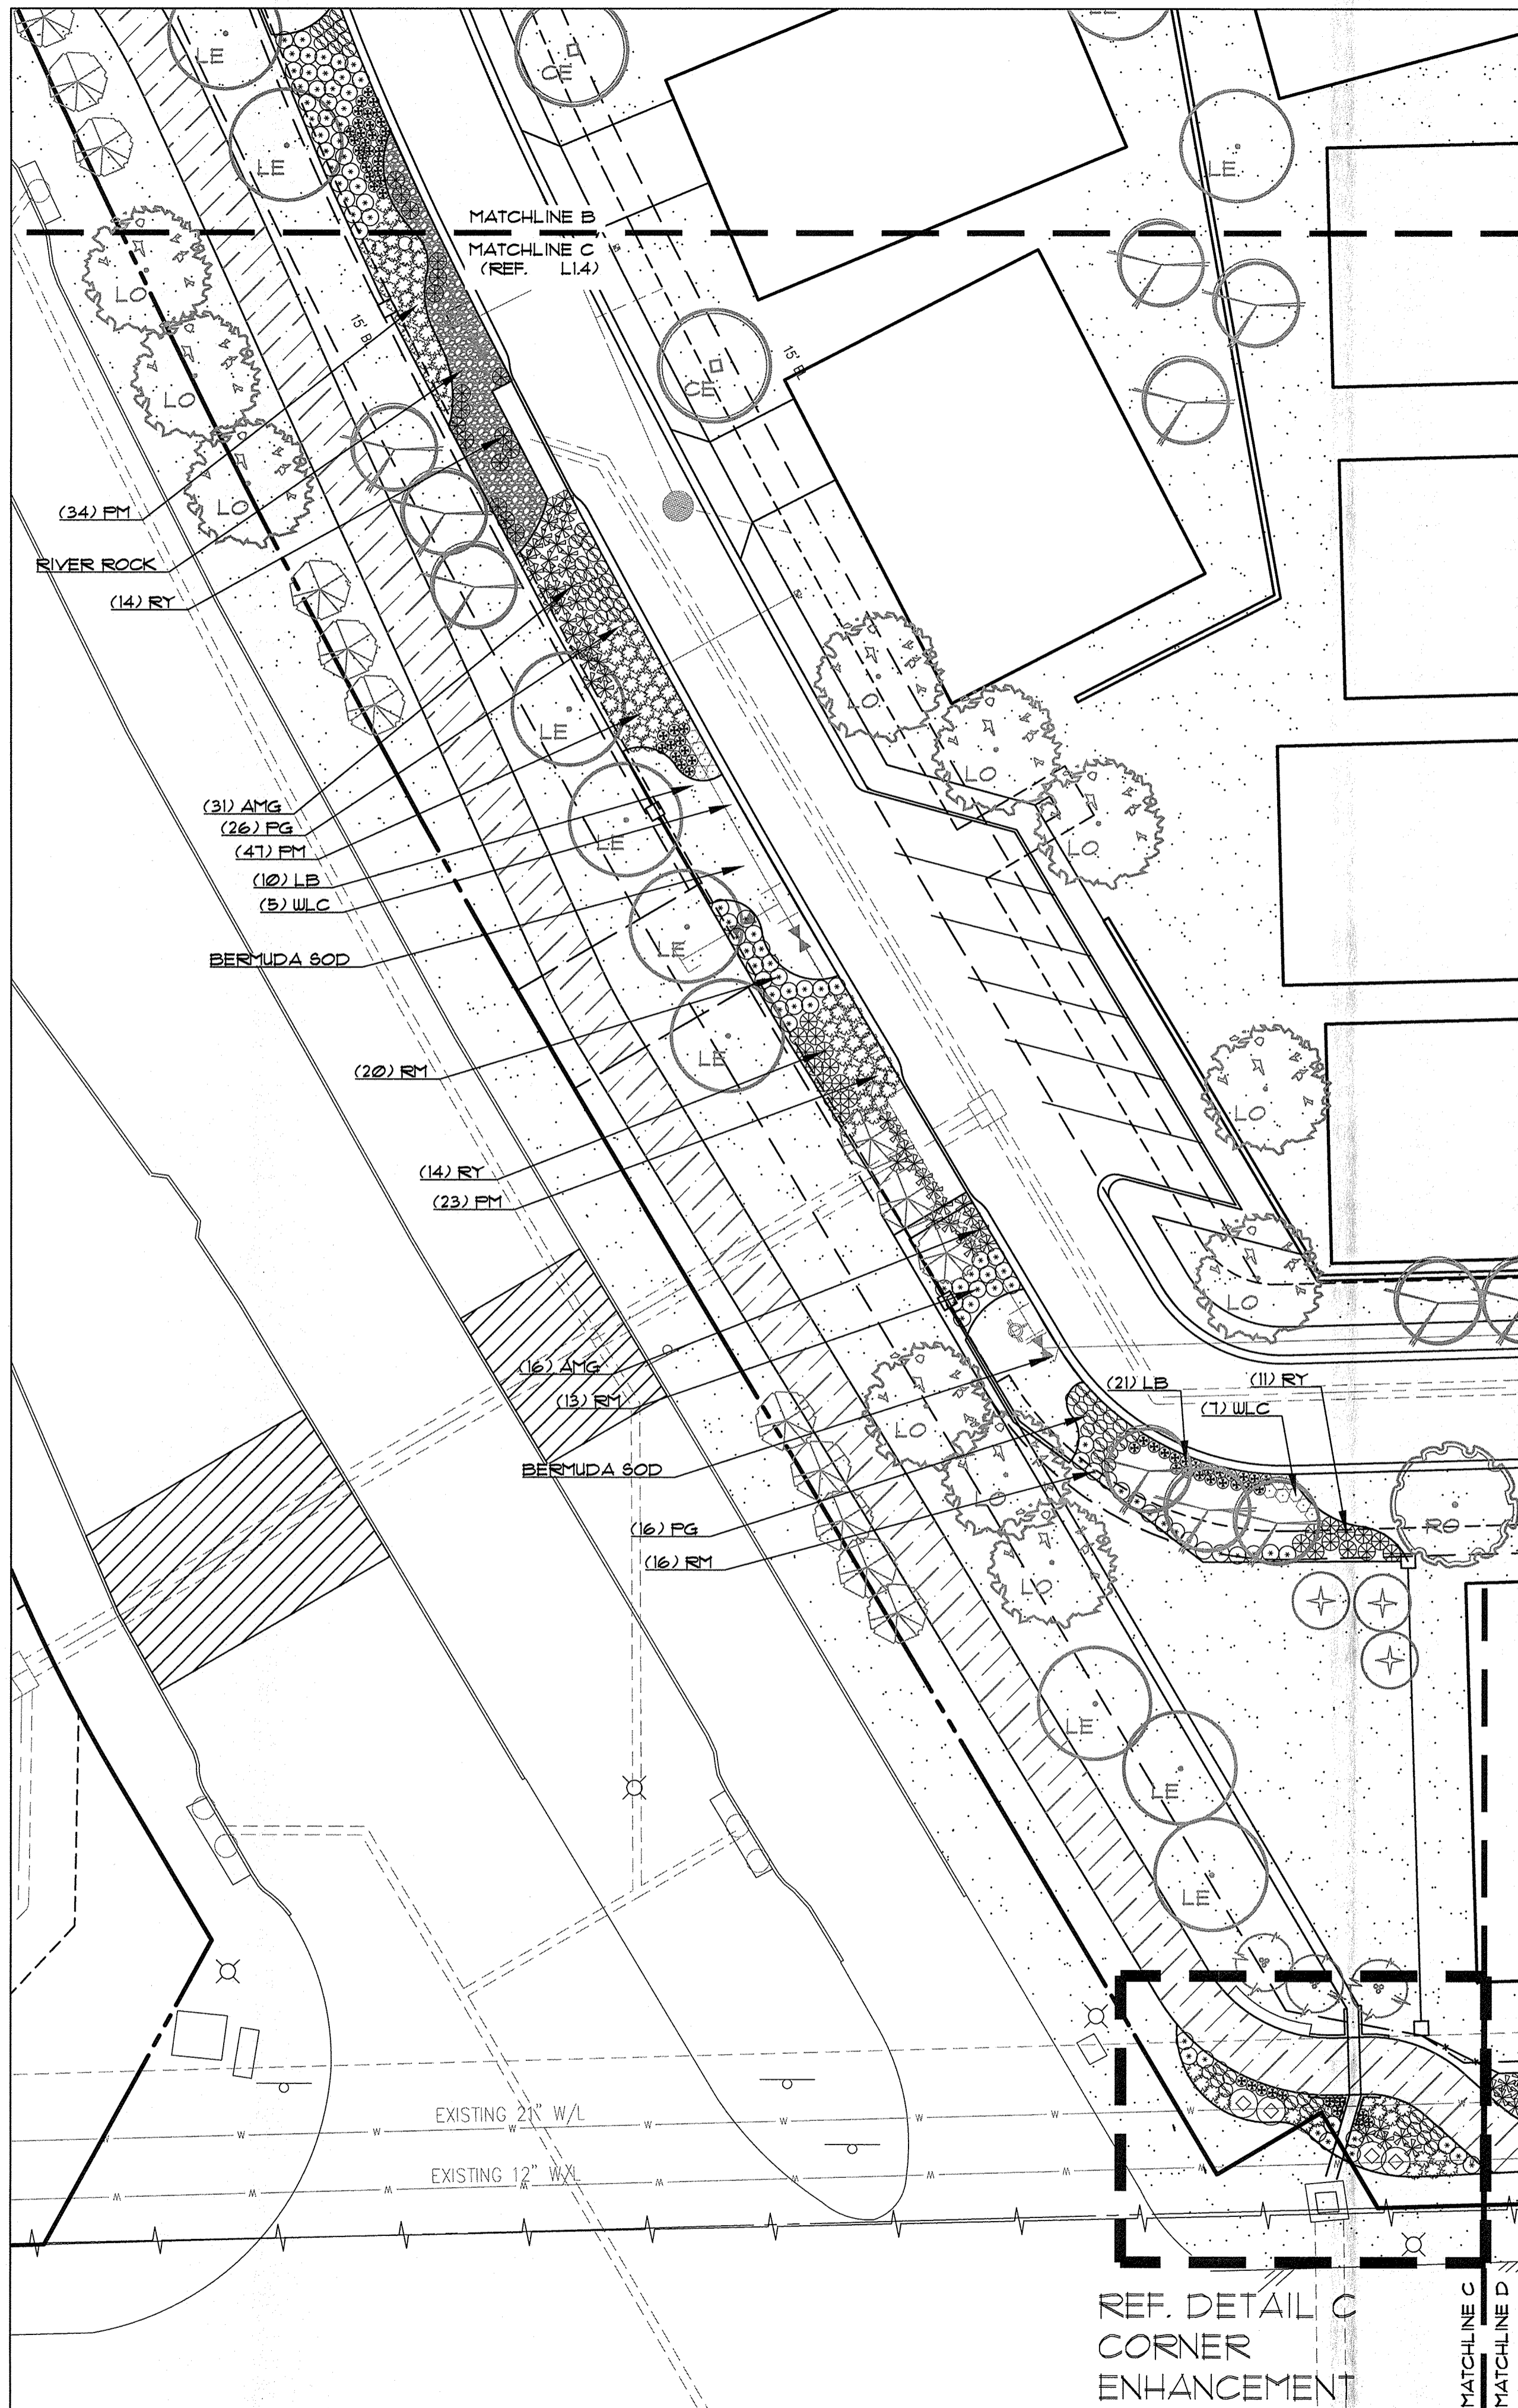 LE
CE
LE
LE
MATCHLINE B
MATCHLINE C
(REF. L1.4)
LO
15' BL
CE
15' BL
LO
LO
(34) PM
RIVER ROCK
(14) RY
LE
LO
LO
LO
(31) AMG
(26) PG
(47) PM
(10) LB
(5) WLC
LE
LE
BERMUDA SOD
LE
(20) RM
LO
(14) RY
(23) PM
LO
(16) AMG
(13) RM
(21) LB
(11) RY
(7) WLC
LO
BERMUDA SOD
LO
RO
(16) PG
(16) RM
LO
LE
LE
LE
EXISTING 21" W/L
W W W W W W W W
EXISTING 12" W/L
W W W W W W W W
REF. DETAIL C
CORNER
ENHANCEMENT
MATCHLINE C
MATCHLINE D